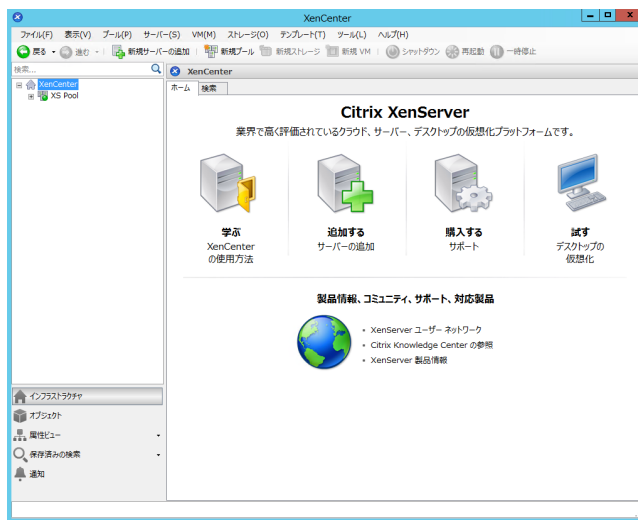 XenCenter
ファイル(F) 表示(V) プール(P) サーバー(S) VM(M) ストレージ(O) テンプレート(T) ツール(L) ヘルプ(H)
戻る 進む 新規サーバーの追加 新規プール 新規ストレージ 新規 VM シャットダウン 再起動 一時停止
検索...
XenCenter
XS Pool
XenCenter
ホーム 検索
Citrix XenServer
業界で高く評価されているクラウド、サーバー、デスクトップの仮想化プラットフォームです。
学ぶ
XenCenter
の使用方法
追加する
サーバーの追加
購入する
サポート
試す
デスクトップの
仮想化
製品情報、コミュニティ、サポート、対応製品
• XenServer ユーザー ネットワーク
• Citrix Knowledge Center の参照
• XenServer 製品情報
インフラストラクチャ
オブジェクト
属性ビュー
保存済みの検索
通知